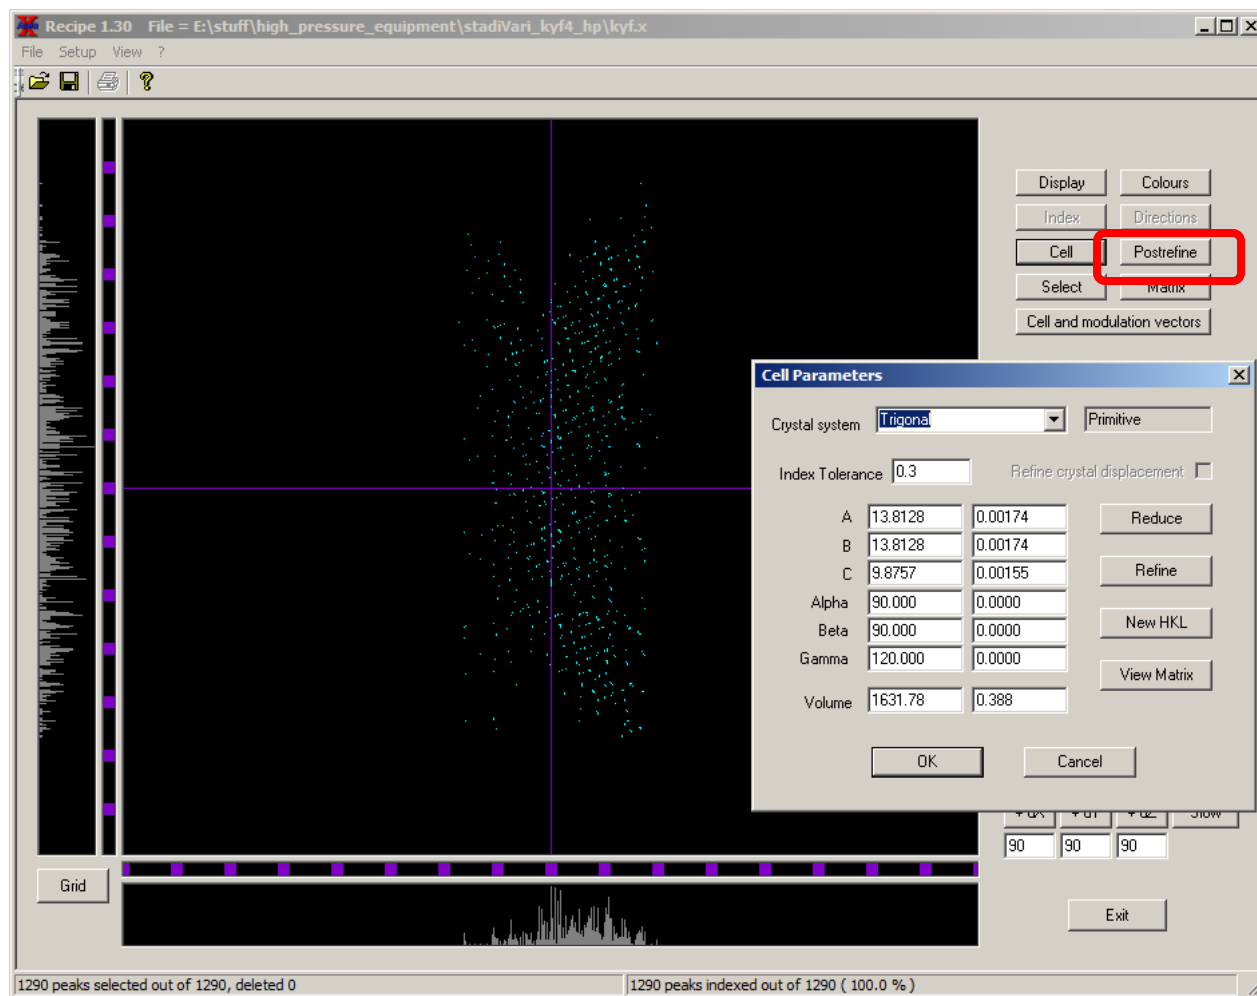 Recipe 1.30 File = E:\stuff\high_pressure_equipment\stadiVari_kyf4_hp\kyf.x
File Setup View ?
Display Colours
Index Directions
Cell Postrefine
Select Matrix
Cell and modulation vectors
Cell Parameters
Crystal system Trigonal Primitive
Index Tolerance 0.3 Refine crystal displacement
A 13.8128 0.00174 Reduce
B 13.8128 0.00174
C 9.8757 0.00155 Refine
Alpha 90.000 0.0000
Beta 90.000 0.0000 New HKL
Gamma 120.000 0.0000
View Matrix
Volume 1631.78 0.388
OK Cancel
90 90 90
Grid
Exit
1290 peaks selected out of 1290, deleted 0 1290 peaks indexed out of 1290 ( 100.0 % )